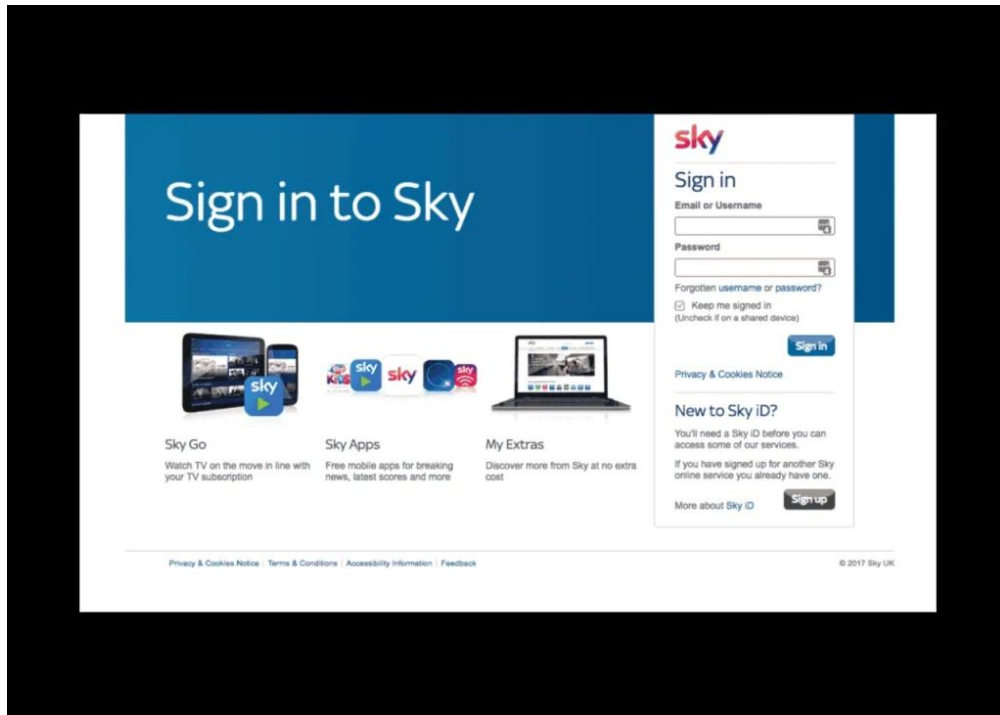 Sign in to Sky
sky
Sign in
Email or Username
Password
Forgotten username or password?
Keep me signed in
(Uncheck if on a shared device)
Sign in
Privacy & Cookies Notice
New to Sky iD?
You'll need a Sky iD before you can
access some of our services.
If you have signed up for another Sky
online service you already have one.
More about Sky iD
Sign up
sky
KIDS
sky
sky
sky
Sky Go
Watch TV on the move in line with
your TV subscription
Sky Apps
Free mobile apps for breaking
news, latest scores and more
My Extras
Discover more from Sky at no extra
cost
Privacy & Cookies Notice | Terms & Conditions | Accessibility Information | Feedback
© 2017 Sky UK